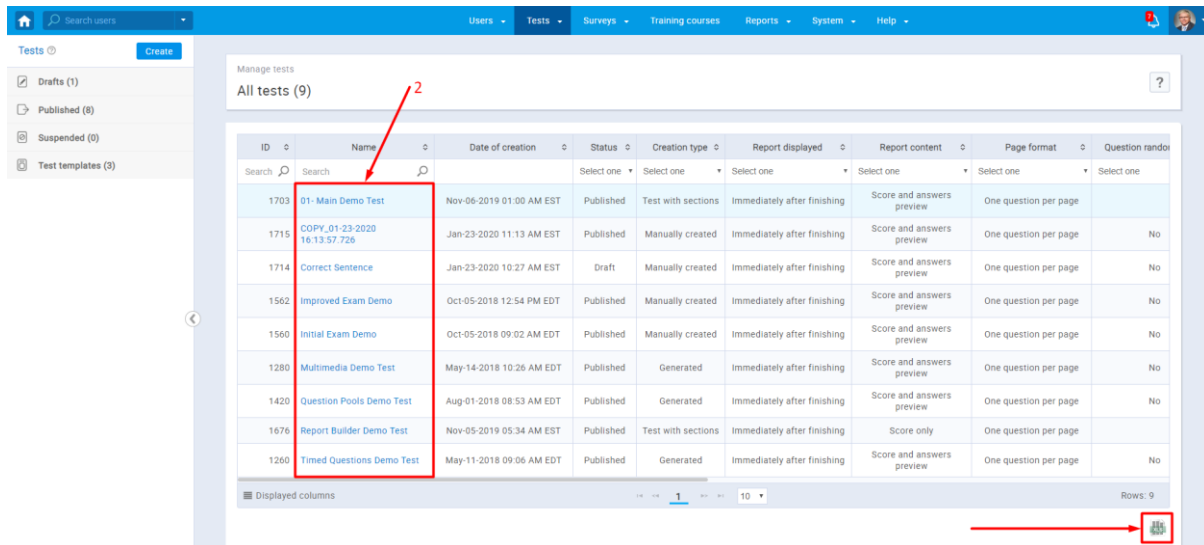 Search users
Users
Tests
Surveys
Training courses
Reports
System
Help
7
Tests
Create
Drafts (1)
Published (8)
Suspended (0)
Test templates (3)
Manage tests
All tests (9)
?
2
ID Name Date of creation Status Creation type Report displayed Report content Page format Question randor
Search Search Select one Select one Select one Select one Select one Select one
1703 01- Main Demo Test Nov-06-2019 01:00 AM EST Published Test with sections Immediately after finishing Score and answers preview One question per page
1715 COPY_01-23-2020 16:13:57.726 Jan-23-2020 11:13 AM EST Published Manually created Immediately after finishing Score and answers preview One question per page No
1714 Correct Sentence Jan-23-2020 10:27 AM EST Draft Manually created Immediately after finishing Score and answers preview One question per page No
1562 Improved Exam Demo Oct-05-2018 12:54 PM EDT Published Manually created Immediately after finishing Score and answers preview One question per page No
1560 Initial Exam Demo Oct-05-2018 09:02 AM EDT Published Manually created Immediately after finishing Score and answers preview One question per page No
1280 Multimedia Demo Test May-14-2018 10:26 AM EDT Published Generated Immediately after finishing Score and answers preview One question per page No
1420 Question Pools Demo Test Aug-01-2018 08:53 AM EDT Published Generated Immediately after finishing Score and answers preview One question per page No
1676 Report Builder Demo Test Nov-05-2019 05:34 AM EST Published Test with sections Immediately after finishing Score only One question per page
1260 Timed Questions Demo Test May-11-2018 09:06 AM EDT Published Generated Immediately after finishing Score and answers preview One question per page No
Displayed columns
1
10
Rows: 9